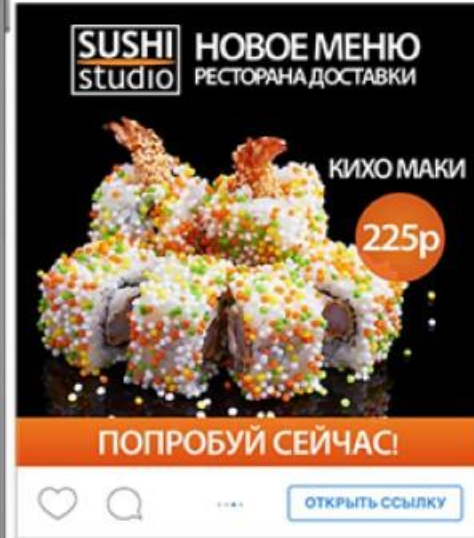 SUSHI
studio
НОВОЕ МЕНЮ
РЕСТОРАНА ДОСТАВКИ
КИХО МАКИ
225р
ПОПРОБУЙ СЕЙЧАС!
ОТКРЫТЬ ССЫЛКУ